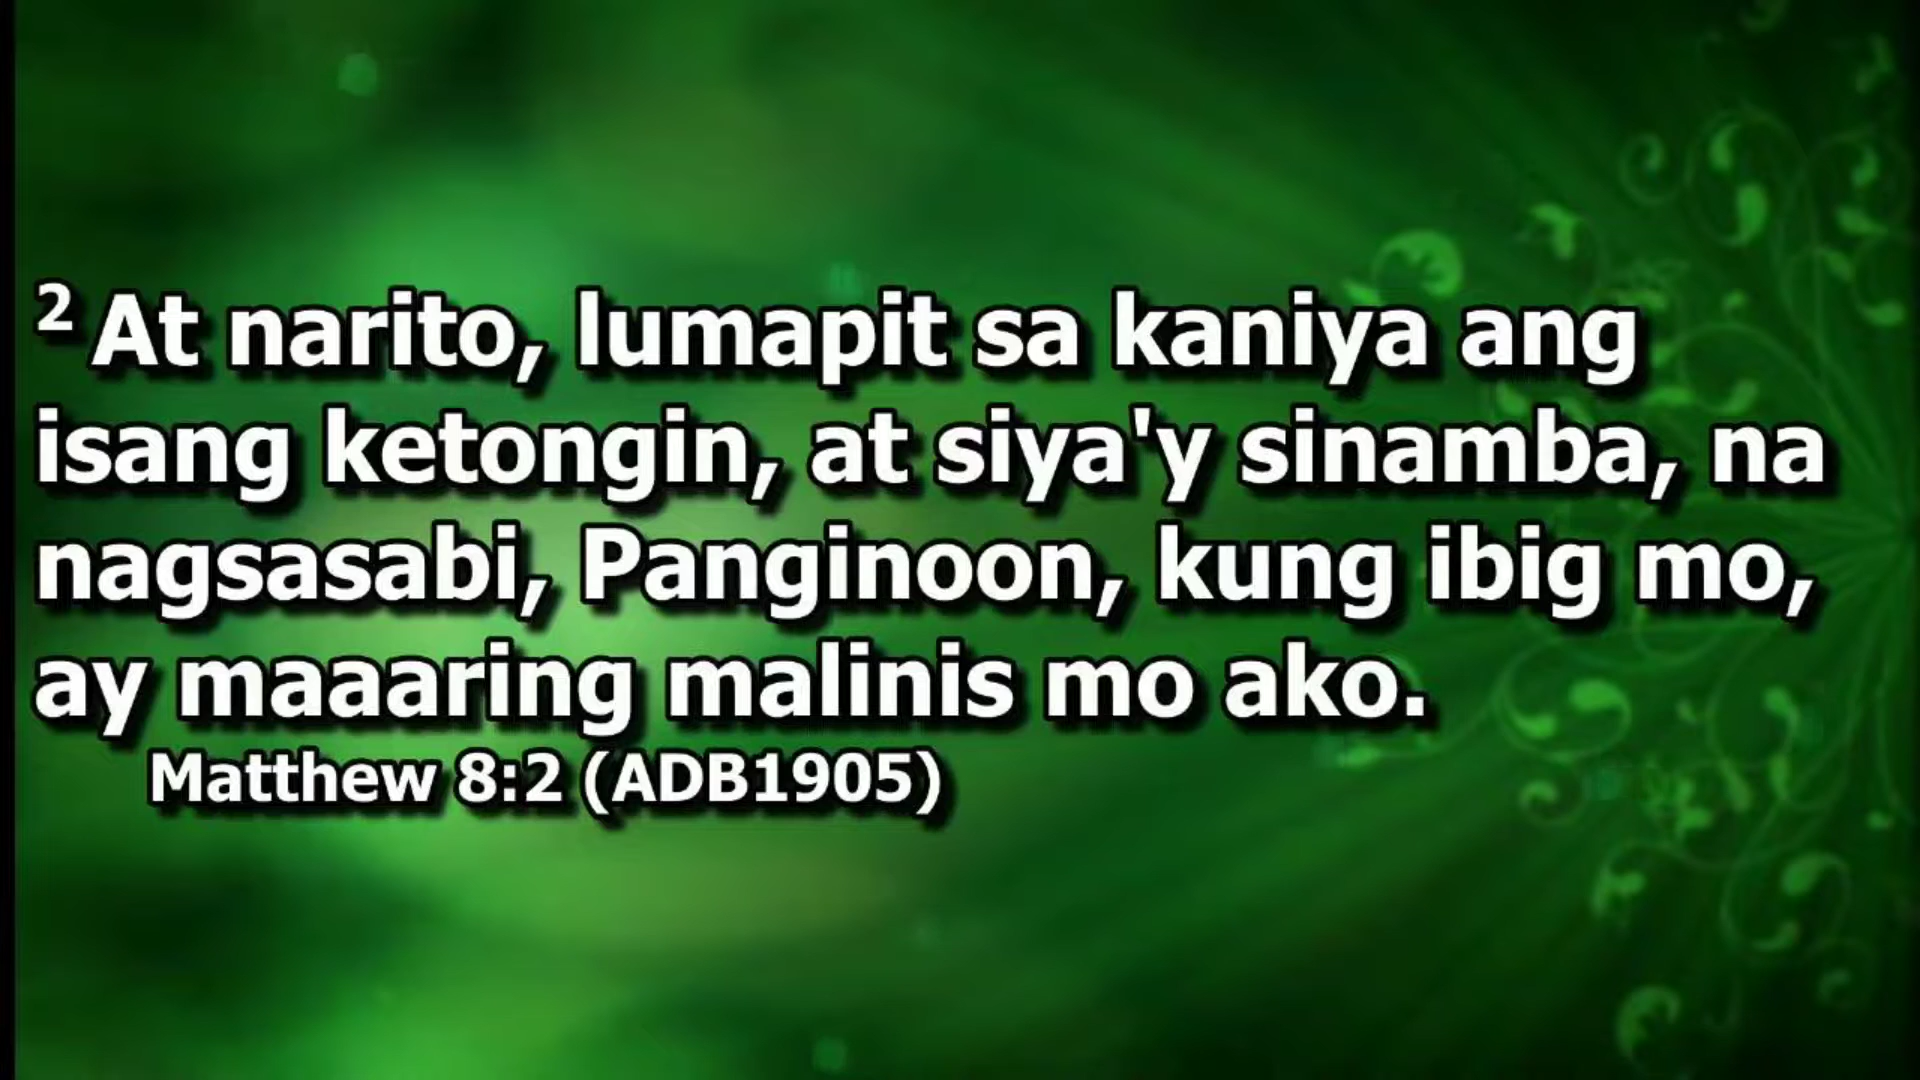 2 At narito, lumapit sa kaniya ang
isang ketongin, at siya'y sinamba, na
nagsasabi, Panginoon, kung ibig mo,
ay maaaring malinis mo ako.
Matthew 8:2 (ADB1905)